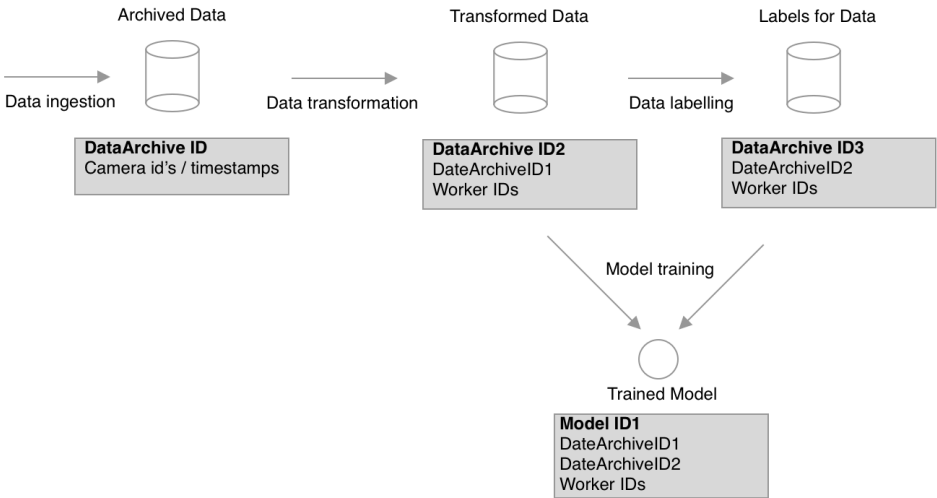 Archived Data
Transformed Data
Labels for Data
Data ingestion
Data transformation
Data labelling
DataArchive ID
Camera id's / timestamps
DataArchive ID2
DateArchiveID1
Worker IDs
DataArchive ID3
DateArchiveID2
Worker IDs
Model training
Trained Model
Model ID1
DateArchiveID1
DateArchiveID2
Worker IDs